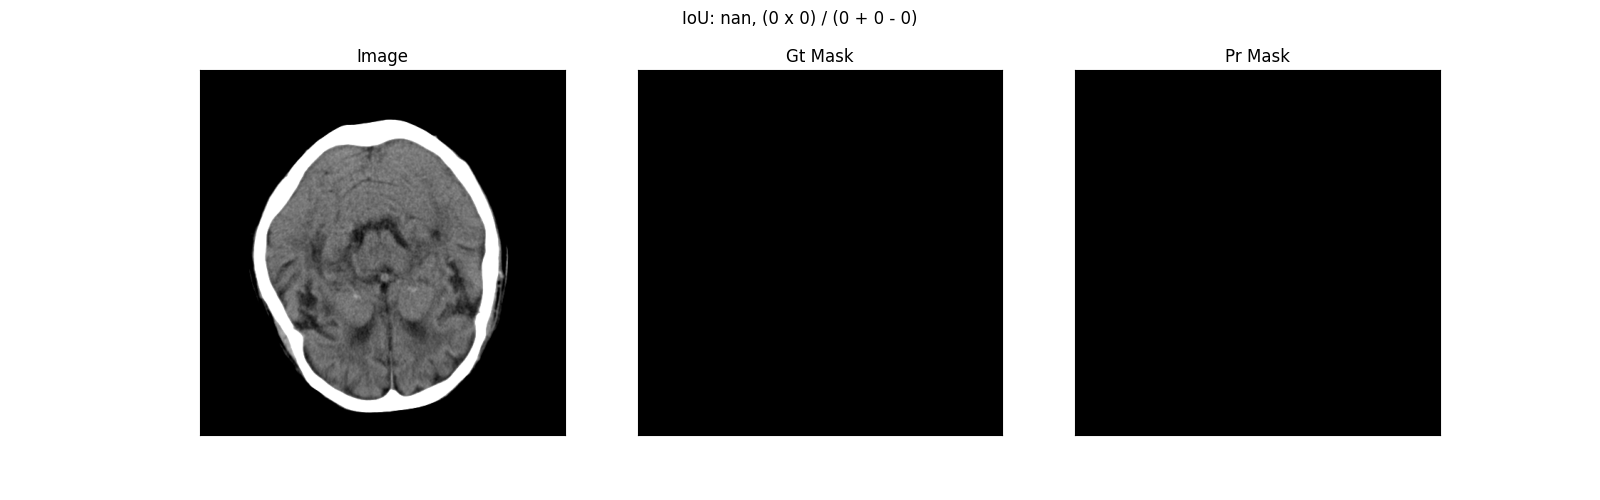 IoU: nan, (0 x 0) / (0 + 0 - 0)
Image
Gt Mask
Pr Mask